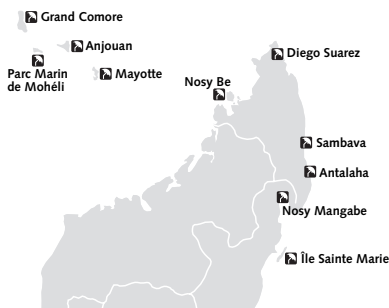 Grand Comore
Anjouan
Parc Marin
de Mohéli
Mayotte
Diego Suarez
Nosy Be
Sambava
Antalaha
Nosy Mangabe
Île Sainte Marie